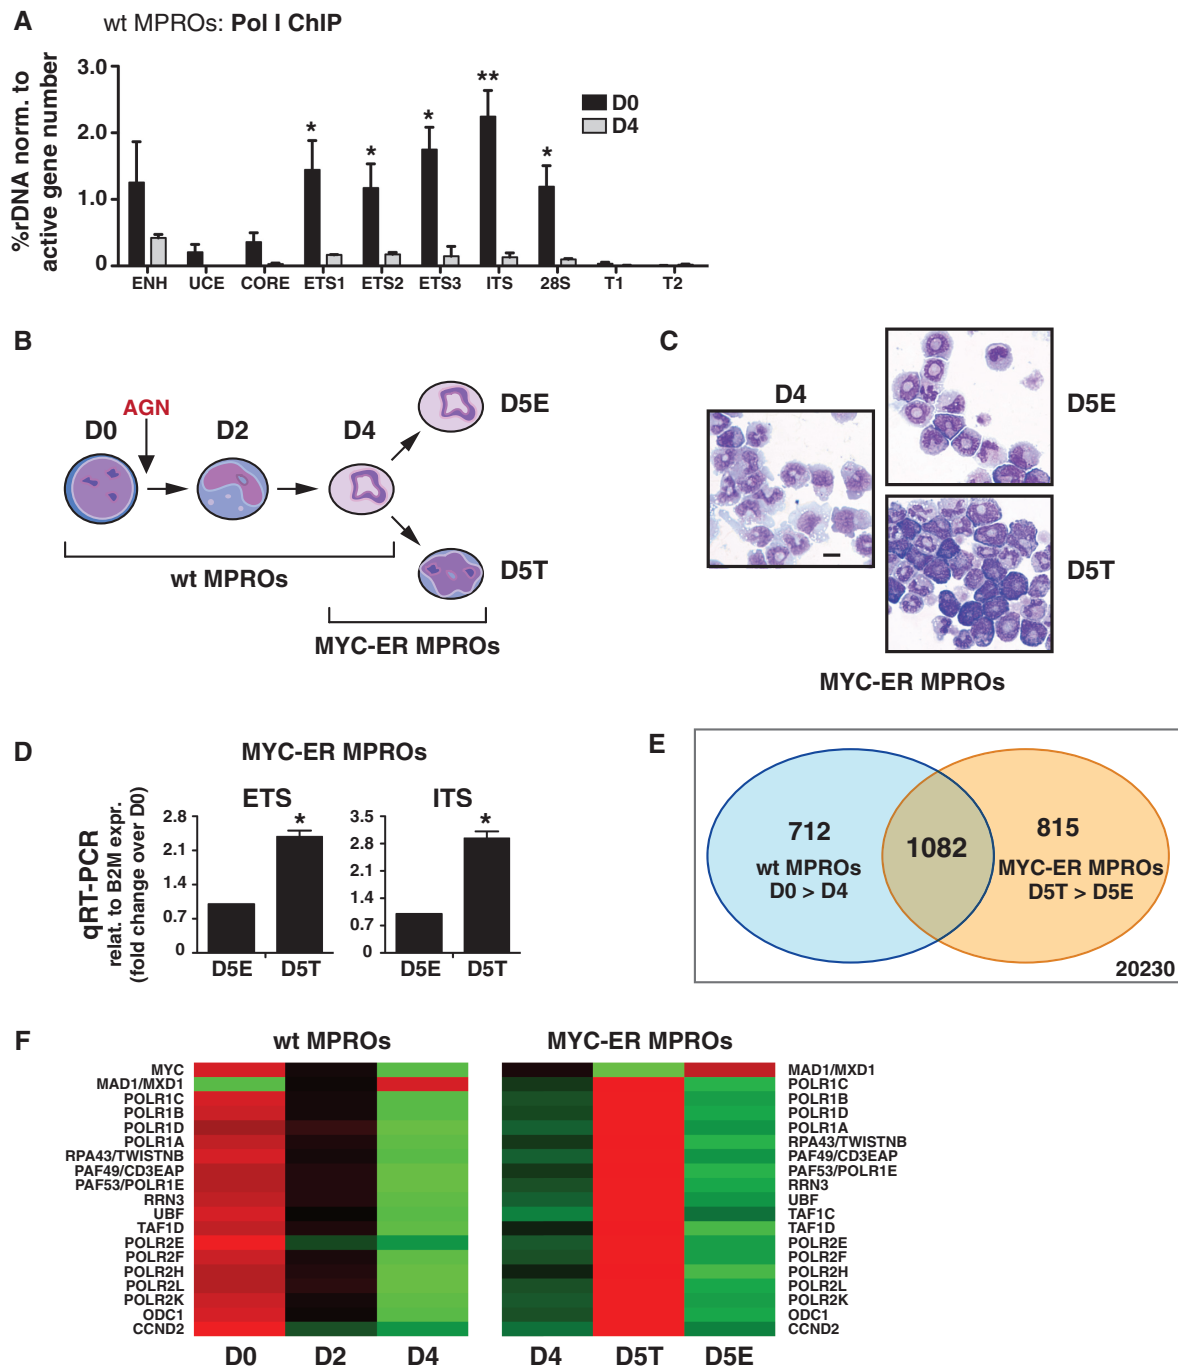 A
wt MPROs: Pol I ChIP
%rDNA norm. to
active gene number
3.0
2.0
1.0
0
* * * ** *
D0
D4
ENH UCE CORE ETS1 ETS2 ETS3 ITS 28S T1 T2
B
AGN
D0 D2 D4
D5E
D5T
wt MPROs
MYC-ER MPROs
C
D4
D5E
D5T
MYC-ER MPROs
D
MYC-ER MPROs
qRT-PCR
relat. to B2M expr.
(fold change over D0)
ETS
2.8
2.1
1.4
0.7
0
*
D5E D5T
ITS
3.5
2.8
2.1
1.4
0.7
0
*
D5E D5T
E
712
wt MPROs
D0 > D4
1082
815
MYC-ER MPROs
D5T > D5E
20230
F
wt MPROs
MYC
MAD1/MXD1
POLR1C
POLR1B
POLR1D
POLR1A
RPA43/TWISTNB
PAF49/CD3EAP
PAF53/POLR1E
RRN3
UBF
TAF1D
POLR2E
POLR2F
POLR2H
POLR2L
POLR2K
ODC1
CCND2
D0 D2 D4
MYC-ER MPROs
MAD1/MXD1
POLR1C
POLR1B
POLR1D
POLR1A
RPA43/TWISTNB
PAF49/CD3EAP
PAF53/POLR1E
RRN3
UBF
TAF1C
TAF1D
POLR2E
POLR2F
POLR2H
POLR2L
POLR2K
ODC1
CCND2
D4 D5T D5E